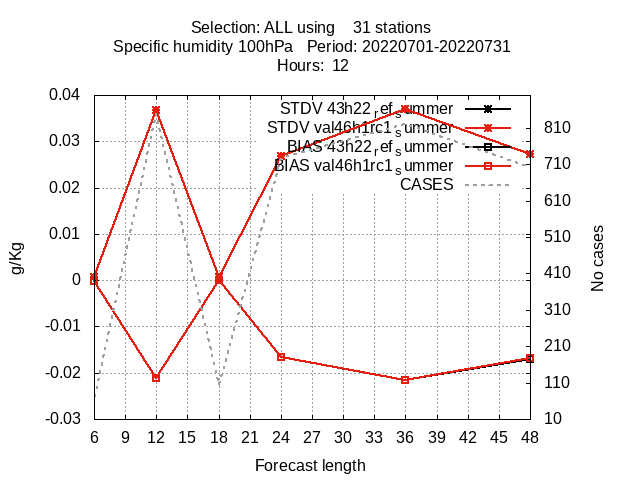 Selection: ALL using    31 stations
Specific humidity 100hPa   Period: 20220701-20220731
Hours:  12
0.04
0.03
0.02
0.01
0
-0.01
-0.02
-0.03
g/Kg
STDV 43h22_ref_summer
STDV val46h1rc1_summer
BIAS 43h22_ref_summer
BIAS val46h1rc1_summer
CASES
810
710
610
510
410
310
210
110
10
No cases
6 9 12 15 18 21 24 27 30 33 36 39 42 45 48
Forecast length